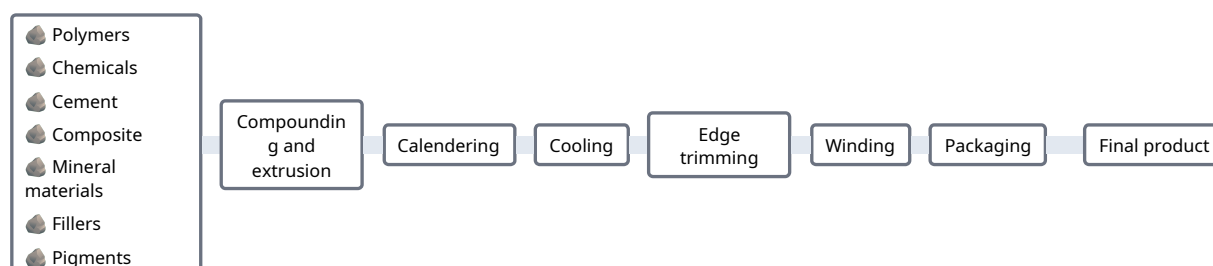 Polymers
Chemicals
Cement
Composite
Mineral
materials
Fillers
Pigments
Compoundin
g and
extrusion
Calendering
Cooling
Edge
trimming
Winding
Packaging
Final product